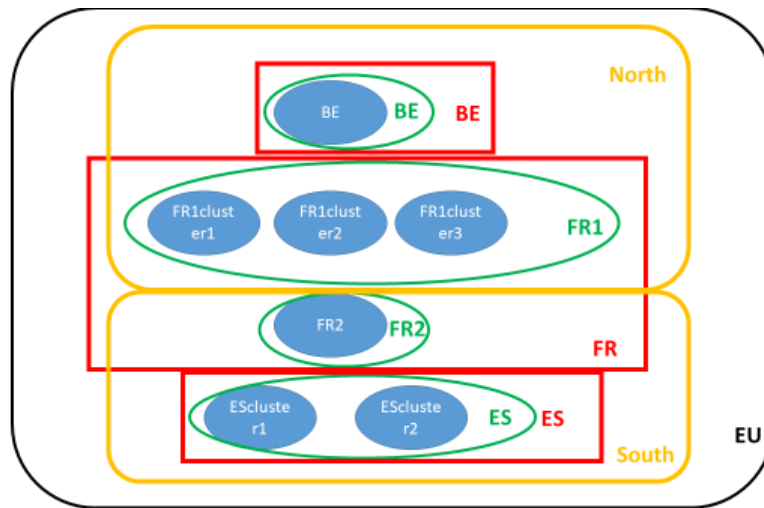 North
BE
BE
BE
FR1clust
er1
FR1clust
er2
FR1clust
er3
FR1
FR2
FR2
FR
ESCluste
r1
ESCluste
r2
ES
ES
EU
South